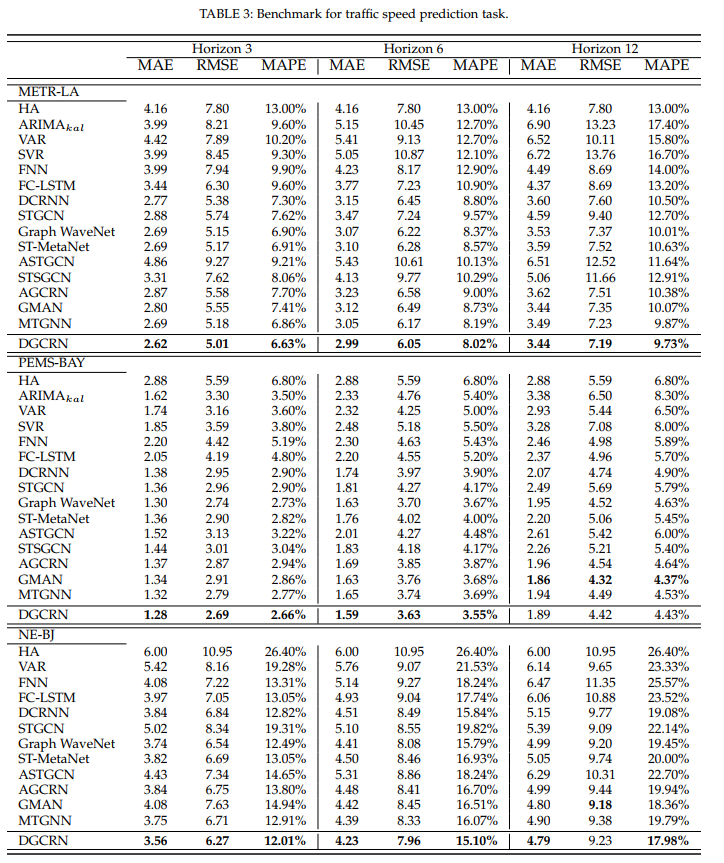 TABLE 3: Benchmark for traffic speed prediction task.
Horizon 3 Horizon 6 Horizon 12
MAE RMSE MAPE MAE RMSE MAPE MAE RMSE MAPE
METR-LA
HA 4.16 7.80 13.00% 4.16 7.80 13.00% 4.16 7.80 13.00%
ARIMAkal 3.99 8.21 9.60% 5.15 10.45 12.70% 6.90 13.23 17.40%
VAR 4.42 7.89 10.20% 5.41 9.13 12.70% 6.52 10.11 15.80%
SVR 3.99 8.45 9.30% 5.05 10.87 12.10% 6.72 13.76 16.70%
FNN 3.99 7.94 9.90% 4.23 8.17 12.90% 4.49 8.69 14.00%
FC-LSTM 3.44 6.30 9.60% 3.77 7.23 10.90% 4.37 8.69 13.20%
DCRNN 2.77 5.38 7.30% 3.15 6.45 8.80% 3.60 7.60 10.50%
STGCN 2.88 5.74 7.62% 3.47 7.24 9.57% 4.59 9.40 12.70%
Graph WaveNet 2.69 5.15 6.90% 3.07 6.22 8.37% 3.53 7.37 10.01%
ST-MetaNet 2.69 5.17 6.91% 3.10 6.28 8.57% 3.59 7.52 10.63%
ASTGCN 4.86 9.27 9.21% 5.43 10.61 10.13% 6.51 12.52 11.64%
STSGCN 3.31 7.62 8.06% 4.13 9.77 10.29% 5.06 11.66 12.91%
AGCRN 2.87 5.58 7.70% 3.23 6.58 9.00% 3.62 7.51 10.38%
GMAN 2.80 5.55 7.41% 3.12 6.49 8.73% 3.44 7.35 10.07%
MTGNN 2.69 5.18 6.86% 3.05 6.17 8.19% 3.49 7.23 9.87%
DGCRN 2.62 5.01 6.63% 2.99 6.05 8.02% 3.44 7.19 9.73%
PEMS-BAY
HA 2.88 5.59 6.80% 2.88 5.59 6.80% 2.88 5.59 6.80%
ARIMAkal 1.62 3.30 3.50% 2.33 4.76 5.40% 3.38 6.50 8.30%
VAR 1.74 3.16 3.60% 2.32 4.25 5.00% 2.93 5.44 6.50%
SVR 1.85 3.59 3.80% 2.48 5.18 5.50% 3.28 7.08 8.00%
FNN 2.20 4.42 5.19% 2.30 4.63 5.43% 2.46 4.98 5.89%
FC-LSTM 2.05 4.19 4.80% 2.20 4.55 5.20% 2.37 4.96 5.70%
DCRNN 1.38 2.95 2.90% 1.74 3.97 3.90% 2.07 4.74 4.90%
STGCN 1.36 2.96 2.90% 1.81 4.27 4.17% 2.49 5.69 5.79%
Graph WaveNet 1.30 2.74 2.73% 1.63 3.70 3.67% 1.95 4.52 4.63%
ST-MetaNet 1.36 2.90 2.82% 1.76 4.02 4.00% 2.20 5.06 5.45%
ASTGCN 1.52 3.13 3.22% 2.01 4.27 4.48% 2.61 5.42 6.00%
STSGCN 1.44 3.01 3.04% 1.83 4.18 4.17% 2.26 5.21 5.40%
AGCRN 1.37 2.87 2.94% 1.69 3.85 3.87% 1.96 4.54 4.64%
GMAN 1.34 2.91 2.86% 1.63 3.76 3.68% 1.86 4.32 4.37%
MTGNN 1.32 2.79 2.77% 1.65 3.74 3.69% 1.94 4.49 4.53%
DGCRN 1.28 2.69 2.66% 1.59 3.63 3.55% 1.89 4.42 4.43%
NE-BJ
HA 6.00 10.95 26.40% 6.00 10.95 26.40% 6.00 10.95 26.40%
VAR 5.42 8.16 19.28% 5.76 9.07 21.53% 6.14 9.65 23.33%
FNN 4.08 7.22 13.31% 5.14 9.27 18.24% 6.47 11.35 25.57%
FC-LSTM 3.97 7.05 13.05% 4.93 9.04 17.74% 6.06 10.88 23.52%
DCRNN 3.84 6.84 12.82% 4.51 8.49 15.84% 5.15 9.77 19.08%
STGCN 5.02 8.34 19.31% 5.10 8.55 19.82% 5.39 9.09 22.14%
Graph WaveNet 3.74 6.54 12.49% 4.41 8.08 15.79% 4.99 9.20 19.45%
ST-MetaNet 3.82 6.69 13.05% 4.50 8.46 16.93% 5.05 9.74 20.00%
ASTGCN 4.43 7.34 14.65% 5.31 8.86 18.24% 6.29 10.31 22.70%
AGCRN 3.84 6.75 13.80% 4.48 8.41 16.70% 4.99 9.44 19.94%
GMAN 4.08 7.63 14.94% 4.42 8.45 16.51% 4.80 9.18 18.36%
MTGNN 3.75 6.71 12.91% 4.39 8.33 16.07% 4.90 9.38 19.79%
DGCRN 3.56 6.27 12.01% 4.23 7.96 15.10% 4.79 9.23 17.98%